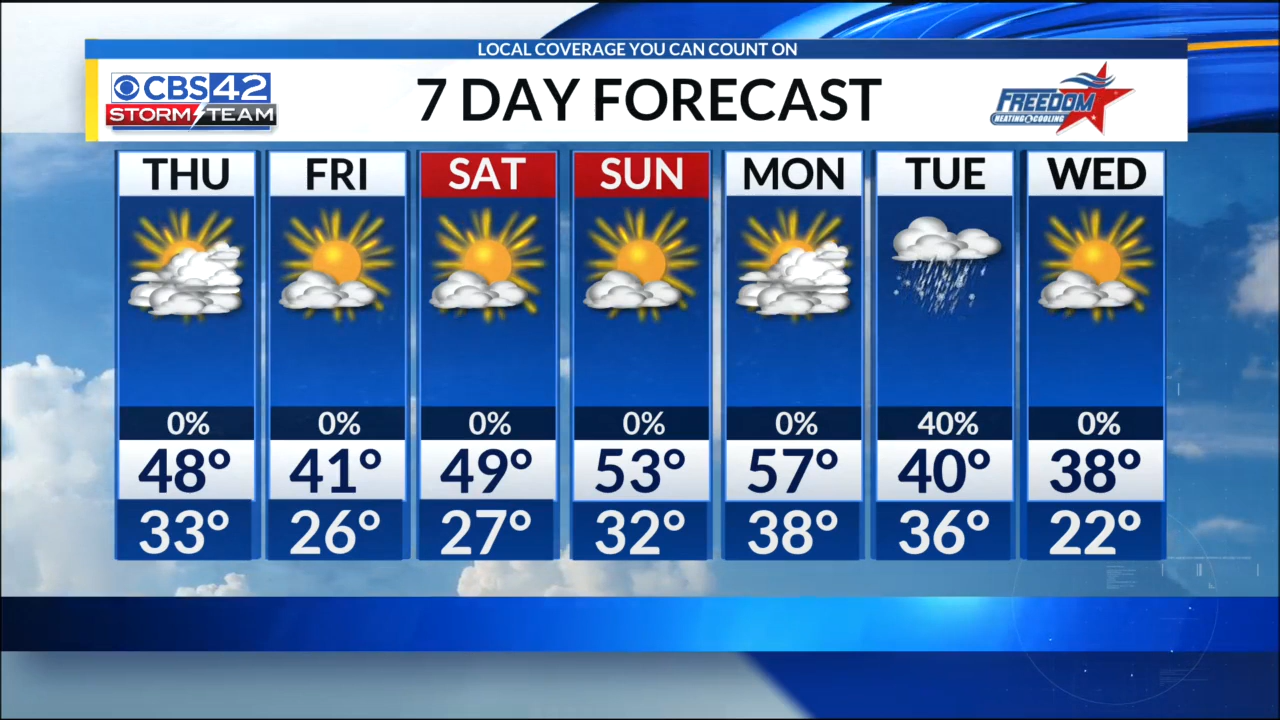 LOCAL COVERAGE YOU CAN COUNT ON
CBS 42
STORM TEAM
7 DAY FORECAST
FREEDOM
HEATING & COOLING
THU FRI SAT SUN MON TUE WED
0% 0% 0% 0% 0% 40% 0%
48° 41° 49° 53° 57° 40° 38°
33° 26° 27° 32° 38° 36° 22°